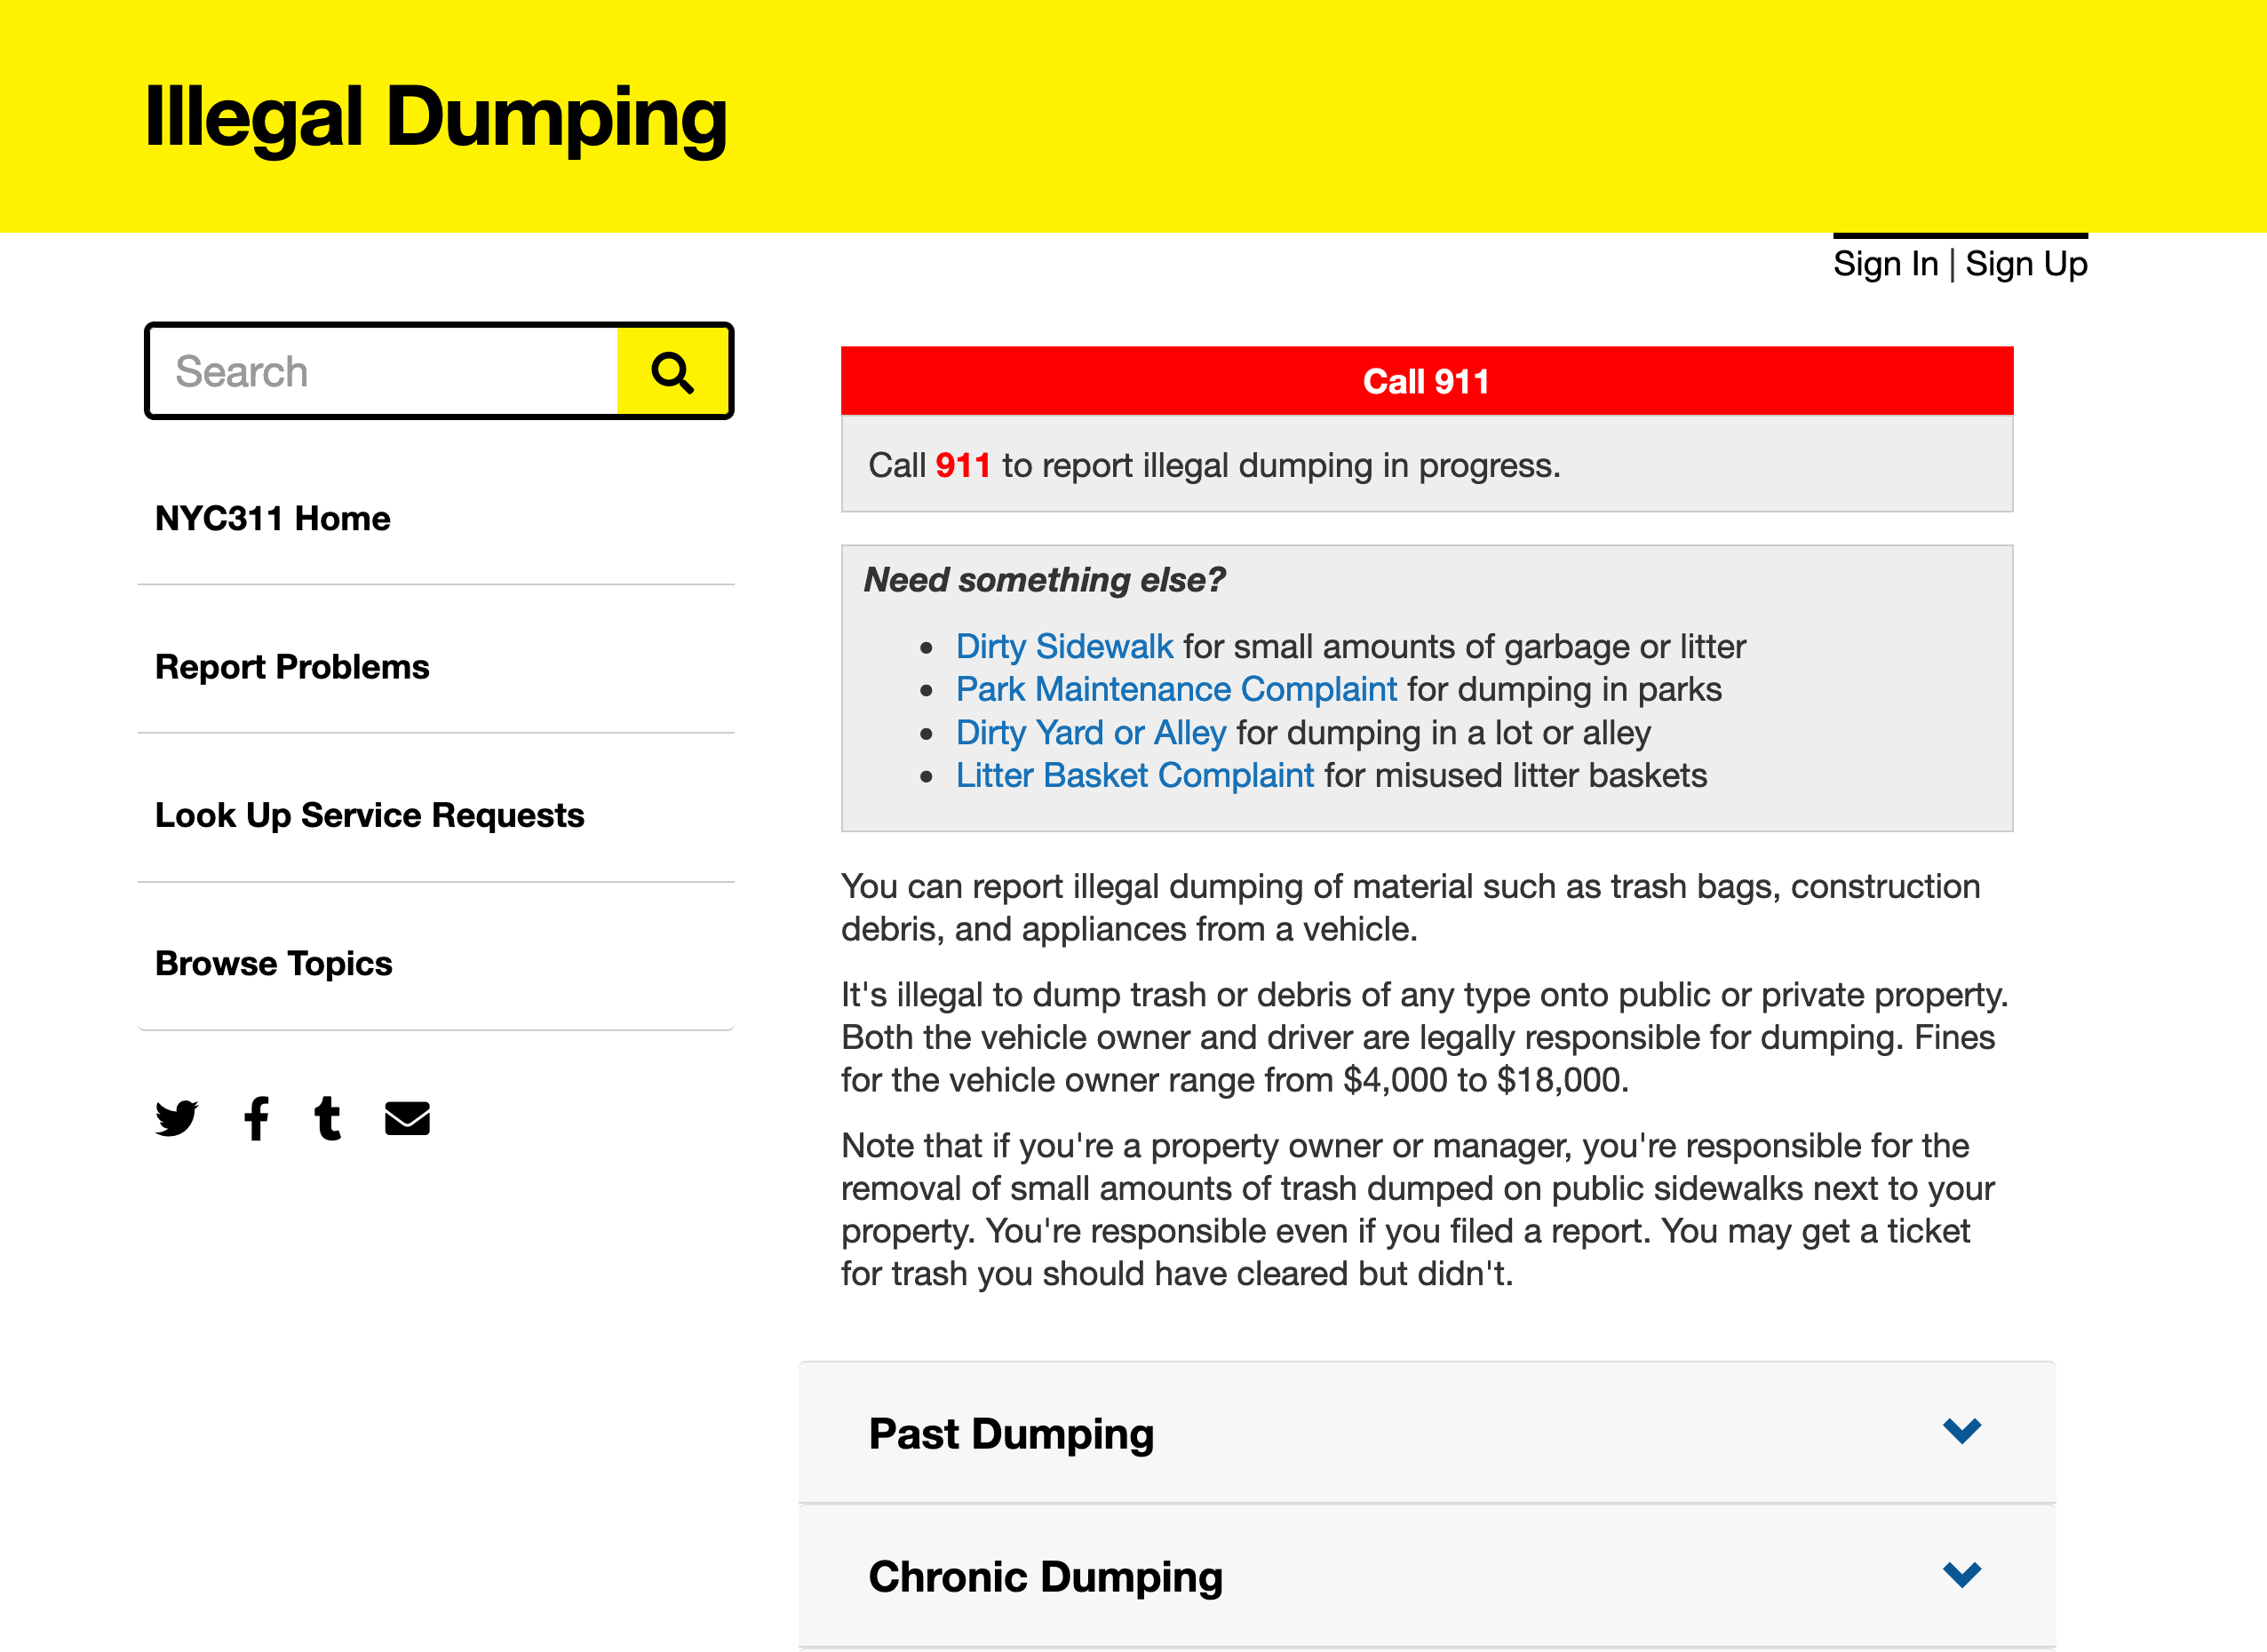 Illegal Dumping
Sign In | Sign Up
Search
NYC311 Home
Report Problems
Look Up Service Requests
Browse Topics
Call 911
Call 911 to report illegal dumping in progress.
Need something else?
• Dirty Sidewalk for small amounts of garbage or litter
• Park Maintenance Complaint for dumping in parks
• Dirty Yard or Alley for dumping in a lot or alley
• Litter Basket Complaint for misused litter baskets
You can report illegal dumping of material such as trash bags, construction
debris, and appliances from a vehicle.
It's illegal to dump trash or debris of any type onto public or private property.
Both the vehicle owner and driver are legally responsible for dumping. Fines
for the vehicle owner range from $4,000 to $18,000.
Note that if you're a property owner or manager, you're responsible for the
removal of small amounts of trash dumped on public sidewalks next to your
property. You're responsible even if you filed a report. You may get a ticket
for trash you should have cleared but didn't.
Past Dumping
Chronic Dumping